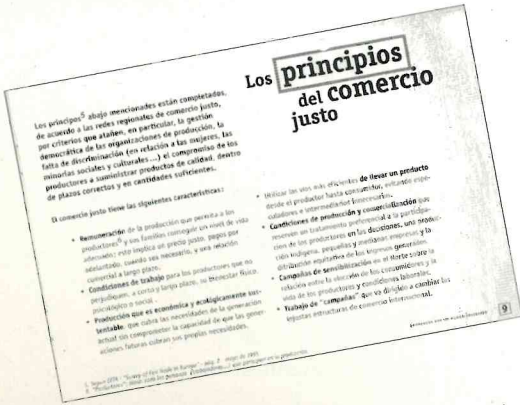 Los principios
del comercio
justo
Los principos⁵ abajo mencionados están completados,
de acuerdo a las redes regionales de comercio justo,
por criterios que atañen, en particular, la gestión
democrática de las organizaciones de producción, la
falta de discriminación (en relación a las mujeres, las
minorías sociales y culturales...) el compromiso de los
productores a suministrar productos de calidad, dentro
de plazos correctos y en cantidades suficientes.
El comercio justo tiene las siguientes características:
• Remuneración de la producción que permita a los
productores⁶ y sus familias conseguir un nivel de vida
adecuado; esto implica un precio justo, pagos por
adelantado, cuando sea necesario, y una relación
comercial a largo plazo.
• Condiciones de trabajo para los productores que no
perjudiquen, a corto y largo plazo, su bienestar físico,
psicológico o social.
• Producción que es económica y ecológicamente sus-
tentable, que cubra las necesidades de la generación
actual sin comprometer la capacidad de que las gener-
aciones futuras cubran sus propias necesidades.
• Utilizar las vías más eficientes de llevar un producto
desde el productor hasta consumidor, evitando espe-
culadores e intermediarios innecesarios.
• Condiciones de producción y comercialización que
reserven un tratamiento preferencial a la participa-
ción de los productores en las decisiones, una produc-
ción indígena, pequeñas y medianas empresas y la
ditribución equitativa de los ingresos generados.
• Campañas de sensibilización en el Norte sobre la
relación entre la elección de los consumidores y la
vida de los productores y condiciones laborales.
• Trabajo de "campañas" que va dirigido a cambiar las
injustas estructuras de comercio internacional.
9